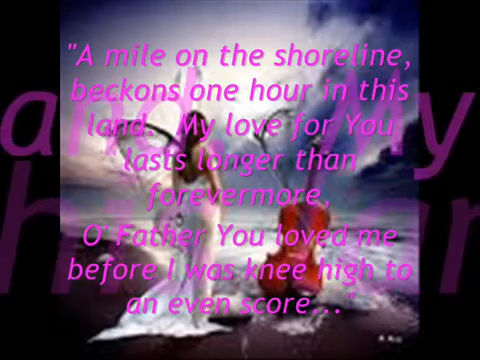 "A mile on the shoreline,
beckons one hour in this
land. My love for You
lasts longer than
forevermore,
O' Father You loved me
before I was knee high to
an even score..."